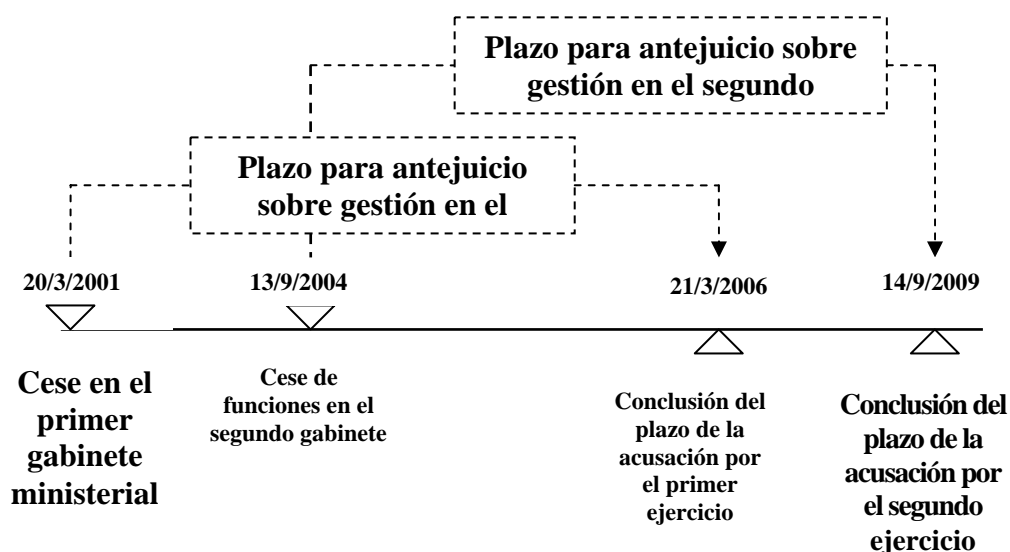 Plazo para antejuicio sobre
gestión en el segundo
Plazo para antejuicio
sobre gestión en el
20/3/2001
13/9/2004
21/3/2006
14/9/2009
Cese en el
primer
gabinete
ministerial
Cese de
funciones en el
segundo gabinete
Conclusión del
plazo de la
acusación por
el primer
ejercicio
Conclusión del
plazo de la
acusación por
el segundo
ejercicio